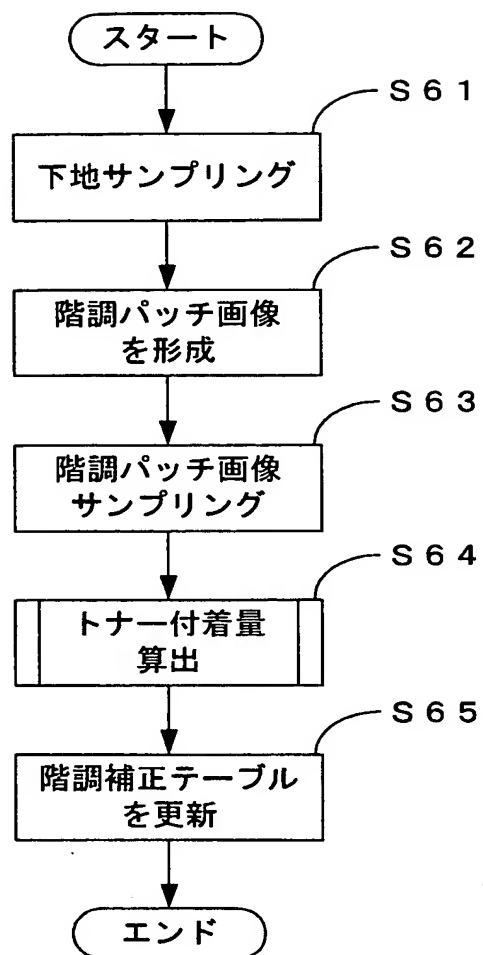 スタート
S61
下地サンプリング
S62
階調パッチ画像
を形成
S63
階調パッチ画像
サンプリング
S64
トナー付着量
算出
S65
階調補正テーブル
を更新
エンド